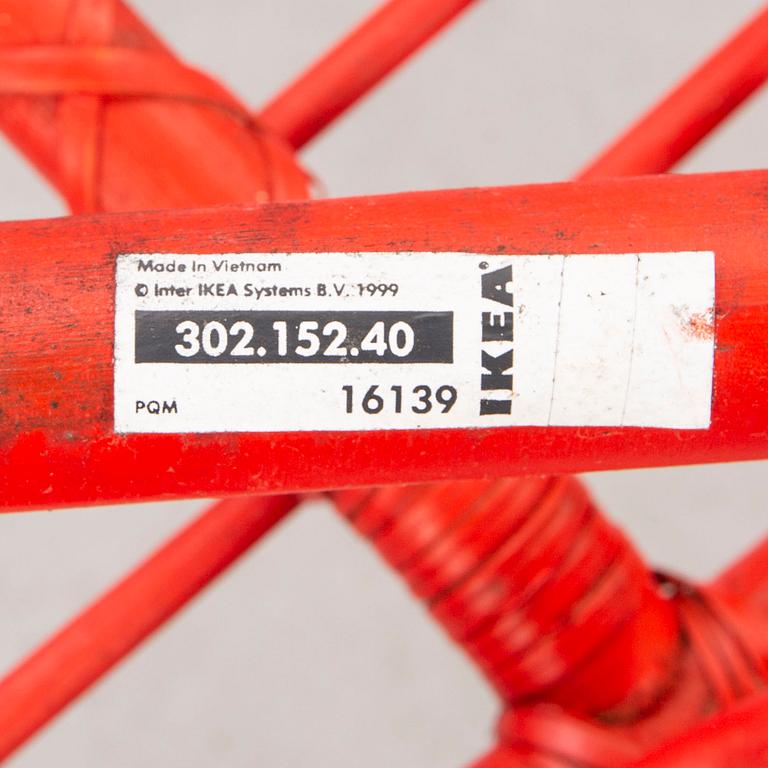 Made In Vietnam
© Inter IKEA Systems B.V. 1999
302.152.40
PQM 16139
IKEA